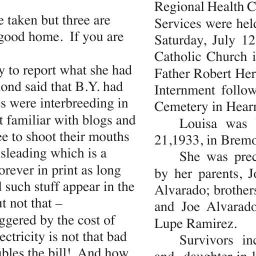 e taken but three are
good home. If you are
y to report what she had
ond said that B.Y. had
s were interbreeding in
t familiar with blogs and
ee to shoot their mouths
sleading which is a
orever in print as long
d such stuff appear in the
ut not that –
ggered by the cost of
ectricity is not that bad
bles the bill! And how
Regional Health C
Services were held
Saturday, July 12
Catholic Church i
Father Robert Her
Internment follow
Cemetery in Hearn
Louisa was
21,1933, in Bremo
She was prec
by her parents, Jo
Alvarado; brothers
and Joe Alvarado
Lupe Ramirez.
Survivors inc
and daughter in l